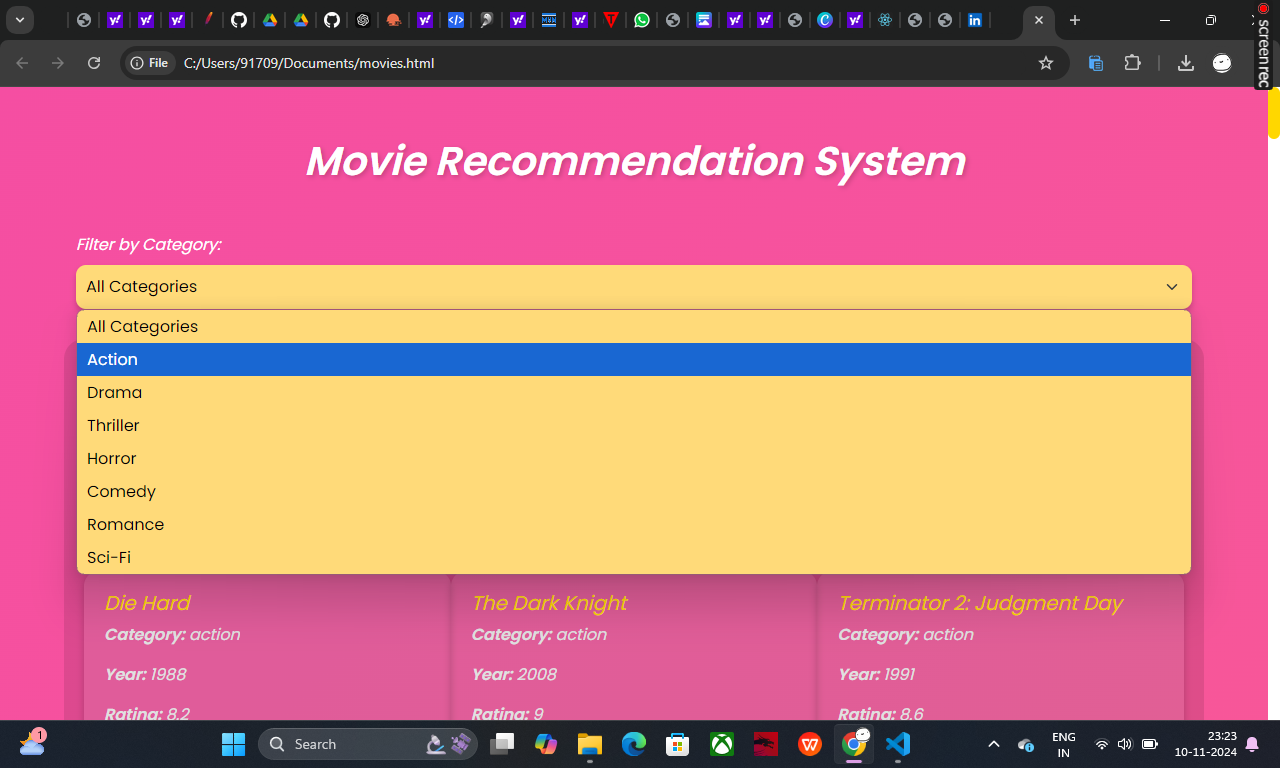 File C:/Users/91709/Documents/movies.html
screen rec
Movie Recommendation System
Filter by Category:
All Categories
All Categories
Action
Drama
Thriller
Horror
Comedy
Romance
Sci-Fi
Die Hard The Dark Knight Terminator 2: Judgment Day
Category: action Category: action Category: action
Year: 1988 Year: 2008 Year: 1991
Rating: 8.2 Rating: 9 Rating: 8.6
1 Search ENG 23:23
IN 10-11-2024